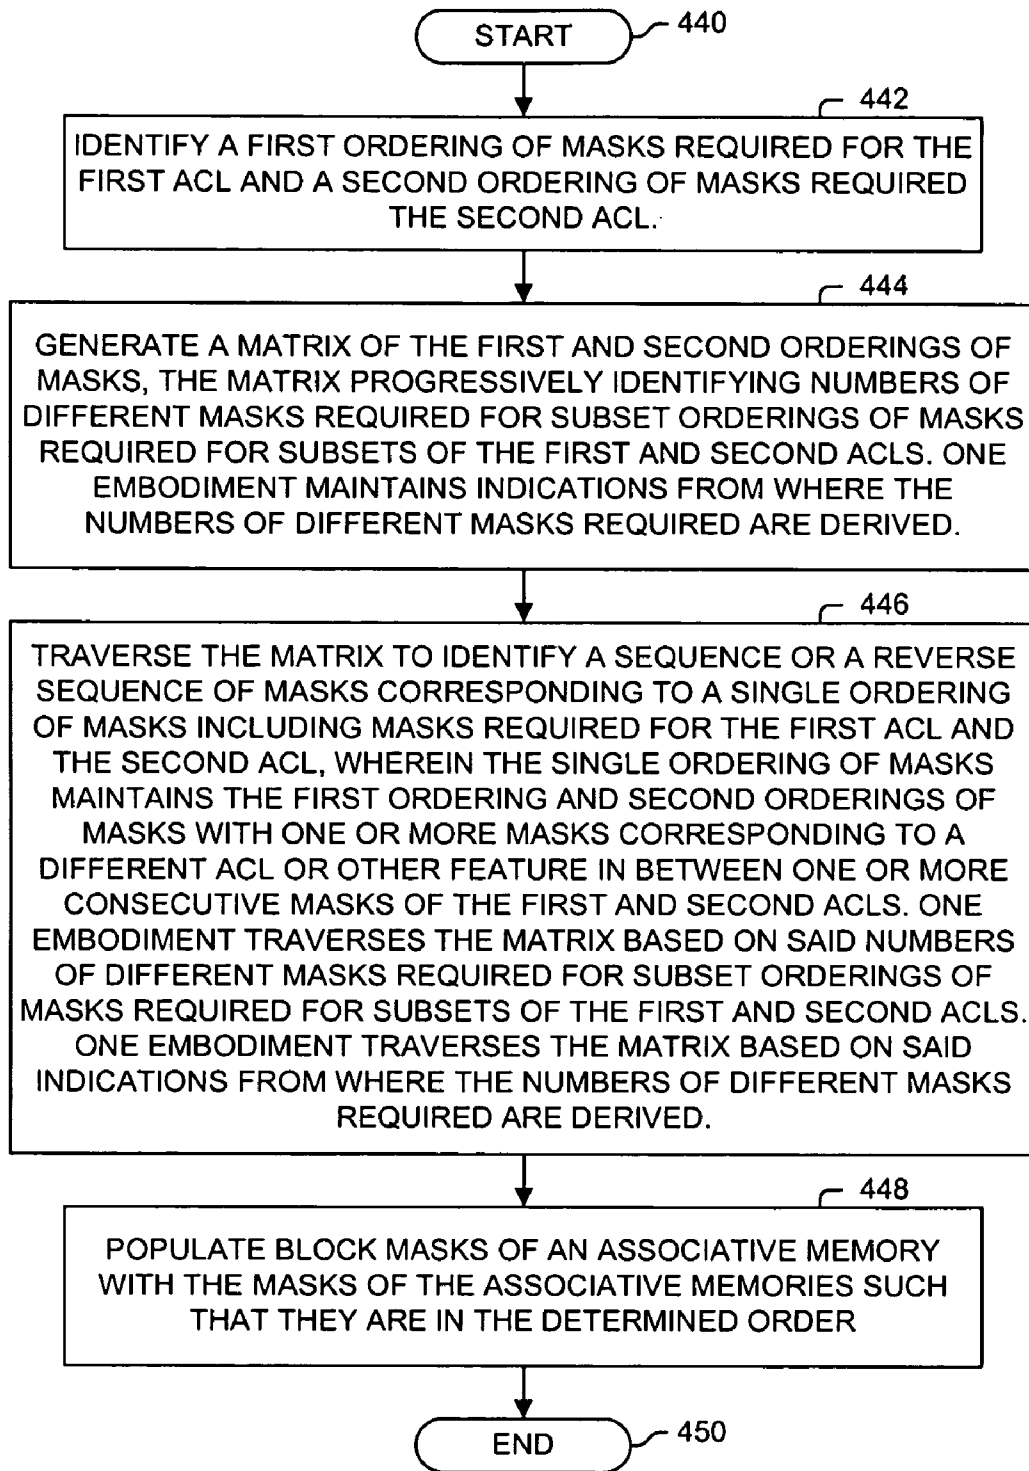 START
440
442
IDENTIFY A FIRST ORDERING OF MASKS REQUIRED FOR THE
FIRST ACL AND A SECOND ORDERING OF MASKS REQUIRED
THE SECOND ACL.
444
GENERATE A MATRIX OF THE FIRST AND SECOND ORDERINGS OF
MASKS, THE MATRIX PROGRESSIVELY IDENTIFYING NUMBERS OF
DIFFERENT MASKS REQUIRED FOR SUBSET ORDERINGS OF MASKS
REQUIRED FOR SUBSETS OF THE FIRST AND SECOND ACLS. ONE
EMBODIMENT MAINTAINS INDICATIONS FROM WHERE THE
NUMBERS OF DIFFERENT MASKS REQUIRED ARE DERIVED.
446
TRAVERSE THE MATRIX TO IDENTIFY A SEQUENCE OR A REVERSE
SEQUENCE OF MASKS CORRESPONDING TO A SINGLE ORDERING
OF MASKS INCLUDING MASKS REQUIRED FOR THE FIRST ACL AND
THE SECOND ACL, WHEREIN THE SINGLE ORDERING OF MASKS
MAINTAINS THE FIRST ORDERING AND SECOND ORDERINGS OF
MASKS WITH ONE OR MORE MASKS CORRESPONDING TO A
DIFFERENT ACL OR OTHER FEATURE IN BETWEEN ONE OR MORE
CONSECUTIVE MASKS OF THE FIRST AND SECOND ACLS. ONE
EMBODIMENT TRAVERSES THE MATRIX BASED ON SAID NUMBERS
OF DIFFERENT MASKS REQUIRED FOR SUBSET ORDERINGS OF
MASKS REQUIRED FOR SUBSETS OF THE FIRST AND SECOND ACLS.
ONE EMBODIMENT TRAVERSES THE MATRIX BASED ON SAID
INDICATIONS FROM WHERE THE NUMBERS OF DIFFERENT MASKS
REQUIRED ARE DERIVED.
448
POPULATE BLOCK MASKS OF AN ASSOCIATIVE MEMORY
WITH THE MASKS OF THE ASSOCIATIVE MEMORIES SUCH
THAT THEY ARE IN THE DETERMINED ORDER
END
450